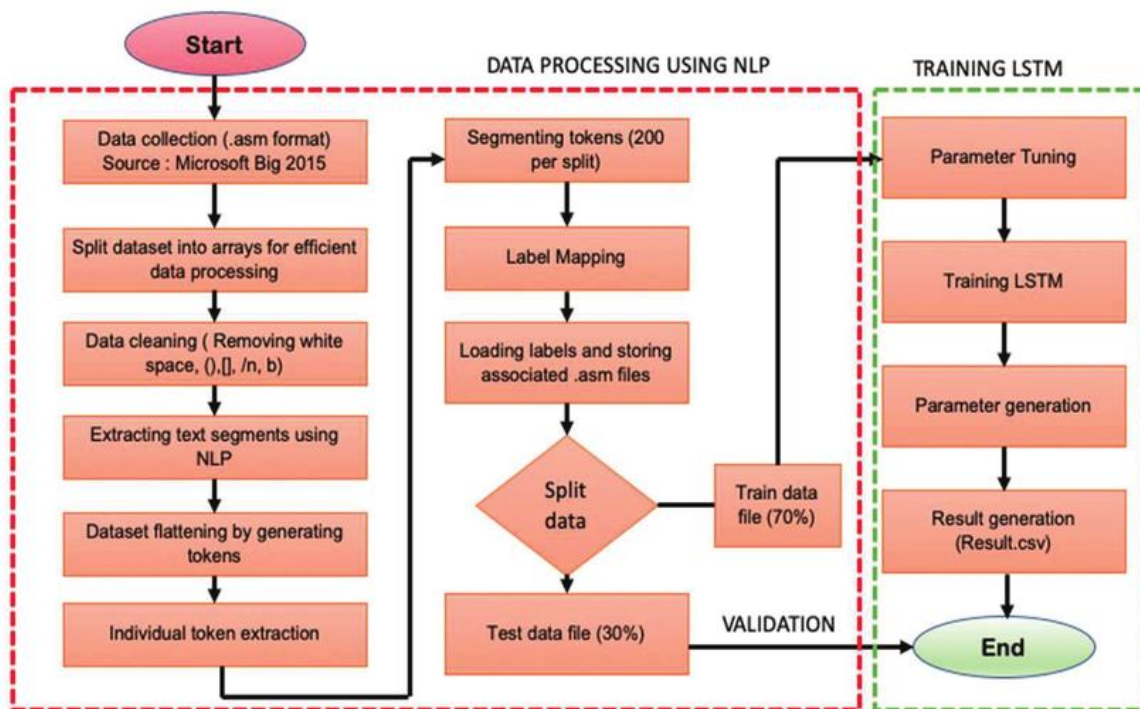 Start
DATA PROCESSING USING NLP
TRAINING LSTM
Data collection (.asm format)
Source : Microsoft Big 2015
Split dataset into arrays for efficient
data processing
Data cleaning ( Removing white
space, (),[], /n, b)
Extracting text segments using
NLP
Dataset flattening by generating
tokens
Individual token extraction
Segmenting tokens (200
per split)
Label Mapping
Loading labels and storing
associated .asm files
Split
data
Train data
file (70%)
Test data file (30%)
VALIDATION
Parameter Tuning
Training LSTM
Parameter generation
Result generation
(Result.csv)
End